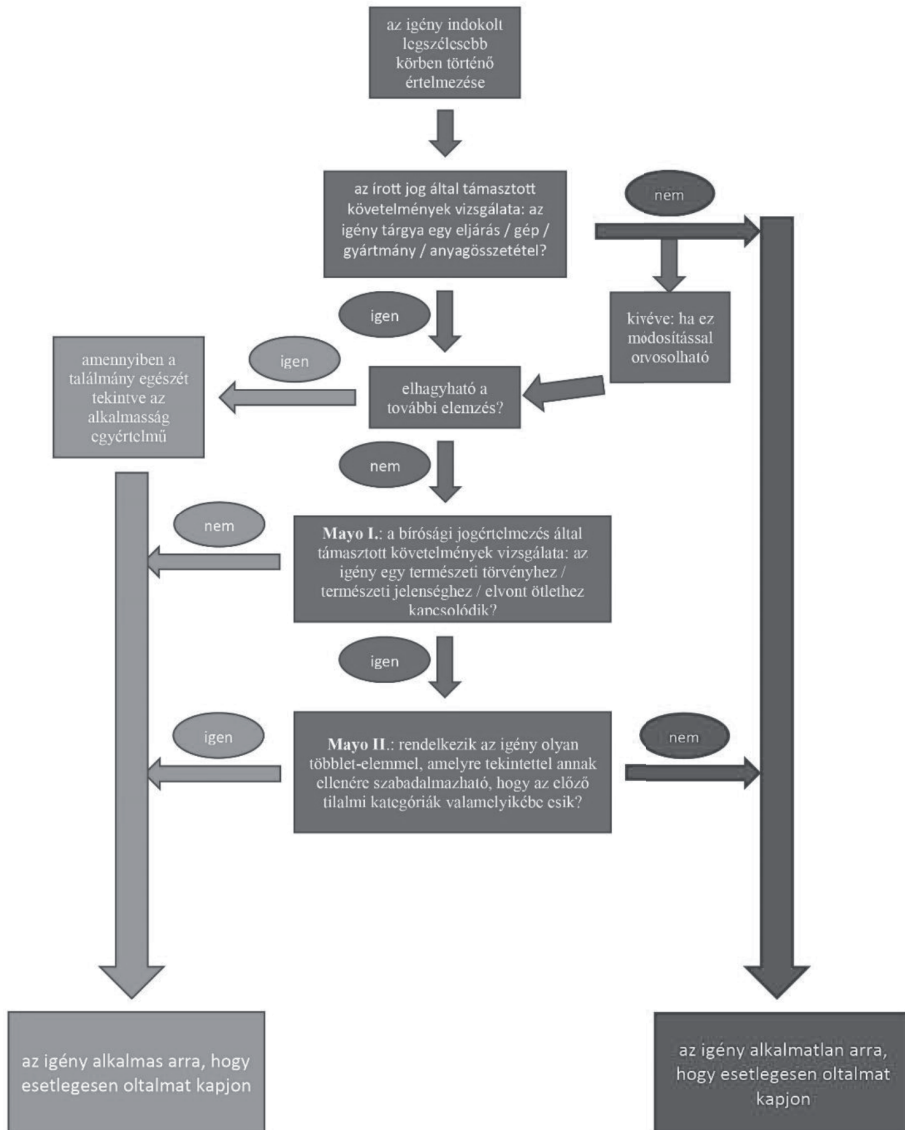 az igény indokolt
legszélesebb
körben történő
értelmezése
az írott jog által támasztott
követelmények vizsgálata: az
igény tárgya egy eljárás / gép /
gyártmány / anyagösszetétel?
nem
igen
kivéve: ha ez
módosítással
orvosolható
amennyiben a
találmány egészét
tekintve az
alkalmasság
egyértelmű
igen
elhagyható a
további elemzés?
nem
nem
Mayo I.: a bírósági jogértelmezés által
támasztott követelmények vizsgálata: az
igény egy természeti törvényhez /
természeti jelenséghez / elvont ötlethez
kapcsolódik?
igen
igen
Mayo II.: rendelkezik az igény olyan
többlet-elemmel, amelyre tekintettel annak
ellenére szabadalmazható, hogy az előző
tilalmi kategóriák valamelyikébe esik?
nem
az igény alkalmas arra, hogy
esetlegesen oltalmat kapjon
az igény alkalmatlan arra,
hogy esetlegesen oltalmat
kapjon